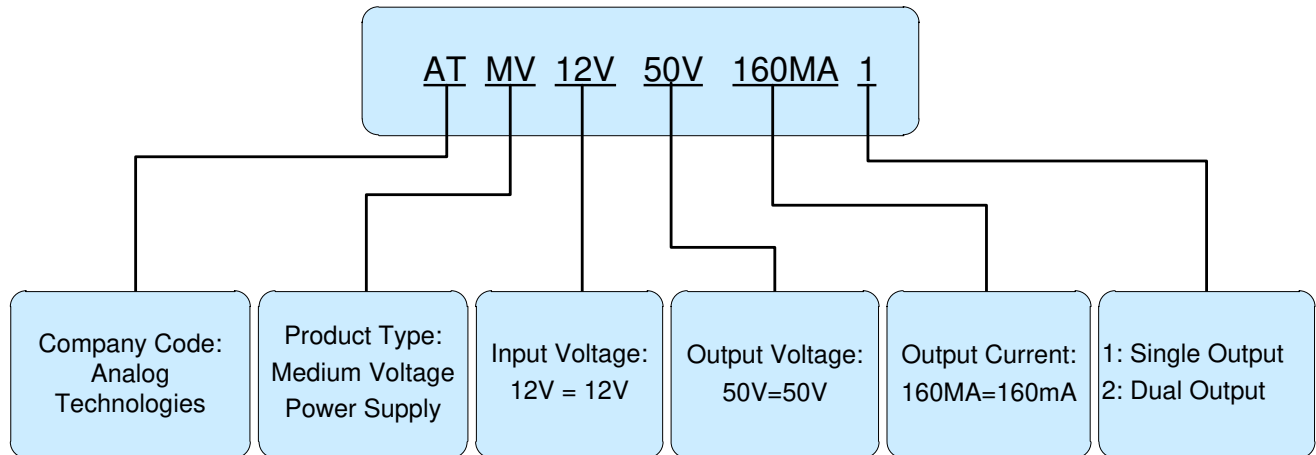 AT MV 12V 50V 160MA 1
Company Code:
Analog
Technologies
Product Type:
Medium Voltage
Power Supply
Input Voltage:
12V = 12V
Output Voltage:
50V=50V
Output Current:
160MA=160mA
1: Single Output
2: Dual Output